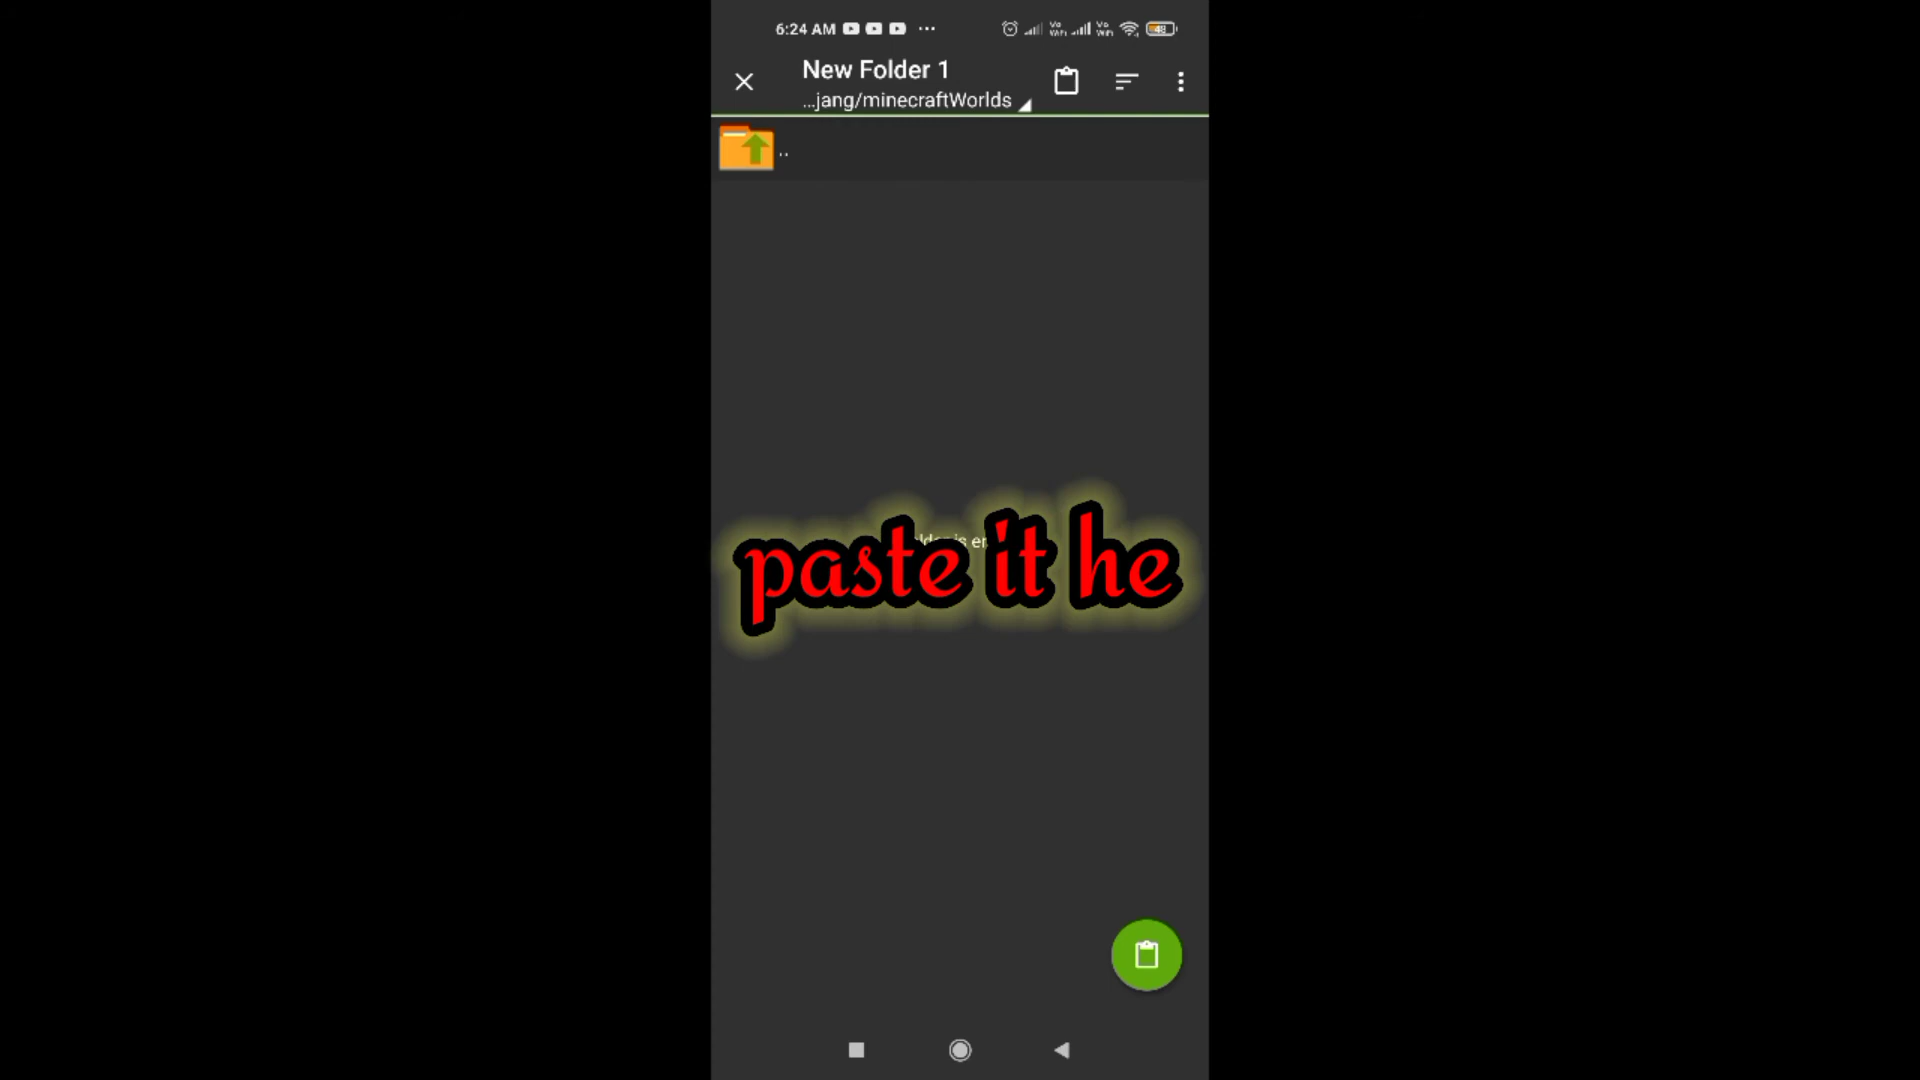 6:24 AM
New Folder 1
...jang/minecraftWorlds
..
paste it he